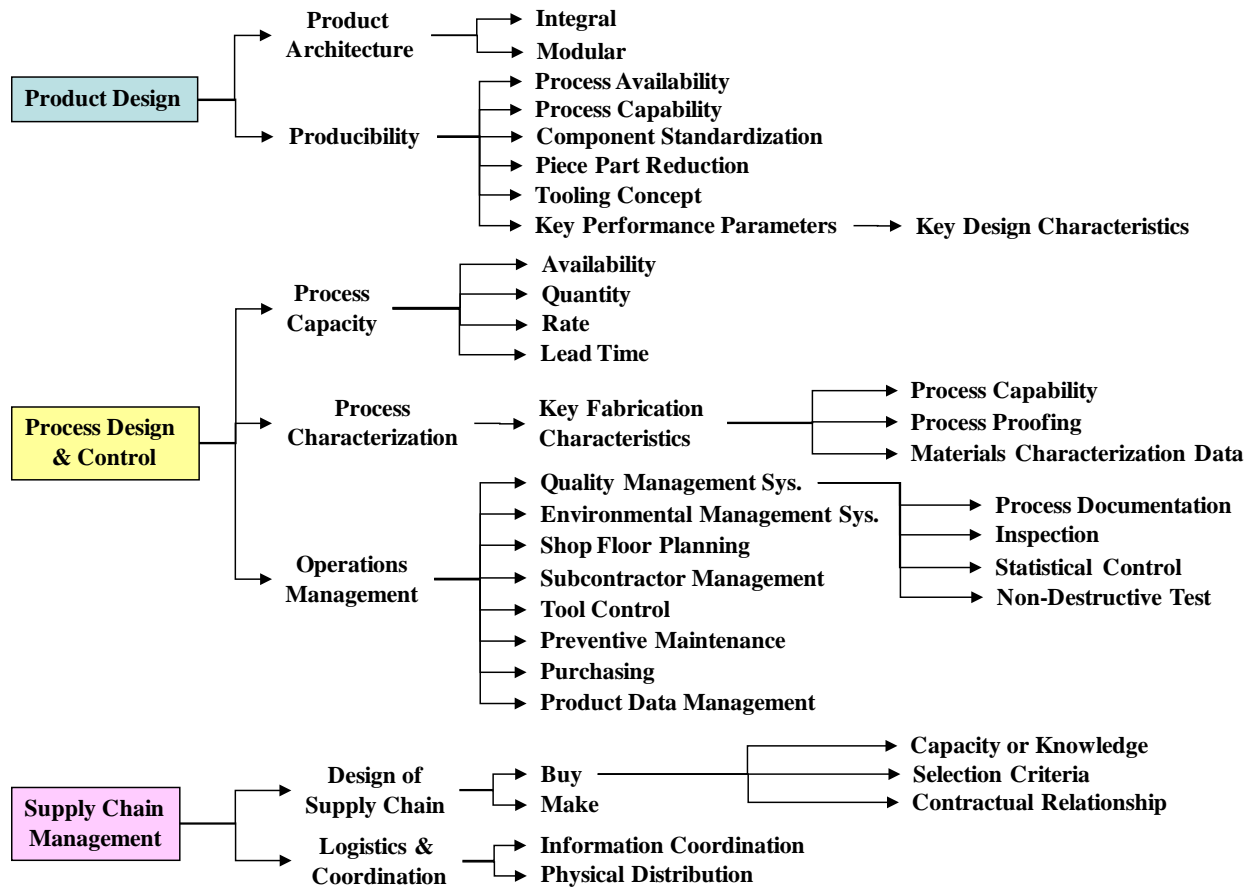 Product
Architecture
Integral
Modular
Product Design
Producibility
Process Availability
Process Capability
Component Standardization
Piece Part Reduction
Tooling Concept
Key Performance Parameters
Key Design Characteristics
Process
Capacity
Availability
Quantity
Rate
Lead Time
Process Design
& Control
Process
Characterization
Key Fabrication
Characteristics
Process Capability
Process Proofing
Materials Characterization Data
Operations
Management
Quality Management Sys.
Environmental Management Sys.
Shop Floor Planning
Subcontractor Management
Tool Control
Preventive Maintenance
Purchasing
Product Data Management
Process Documentation
Inspection
Statistical Control
Non-Destructive Test
Supply Chain
Management
Design of
Supply Chain
Buy
Make
Capacity or Knowledge
Selection Criteria
Contractual Relationship
Logistics &
Coordination
Information Coordination
Physical Distribution